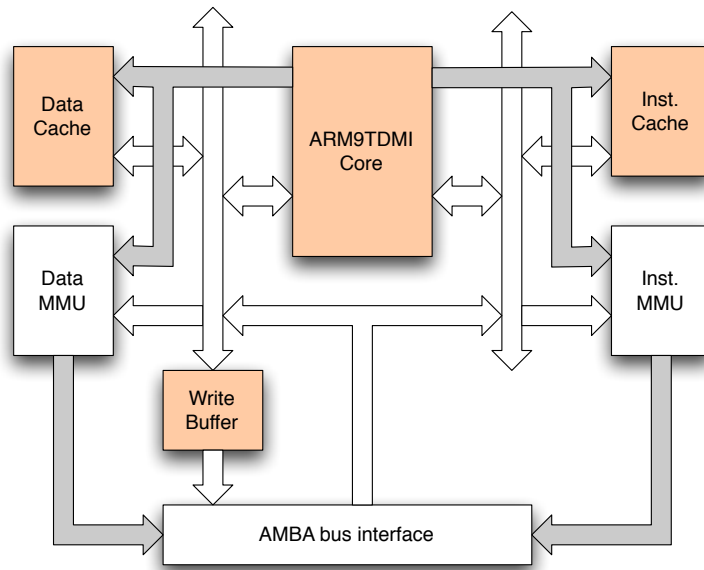 Data
Cache
ARM9TDMI
Core
Inst.
Cache
Data
MMU
Inst.
MMU
Write
Buffer
AMBA bus interface